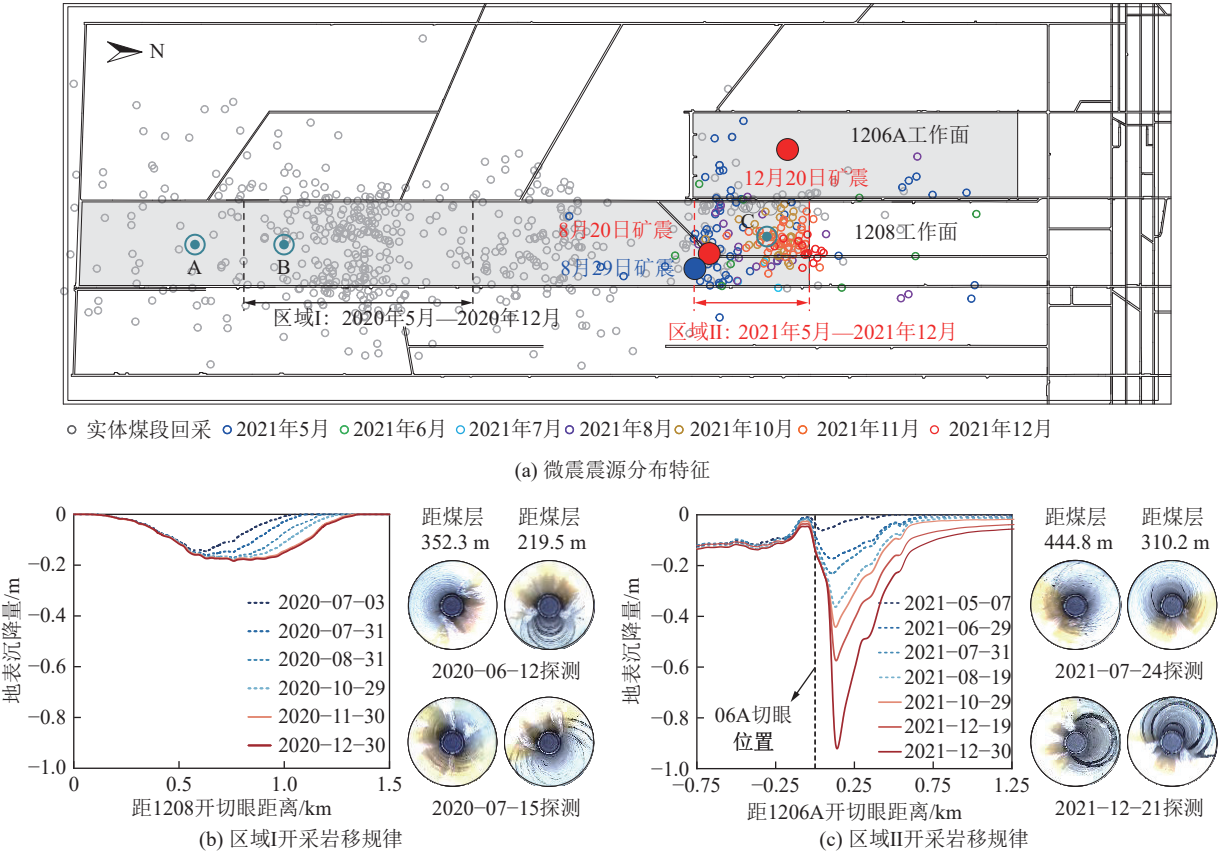 N
1206A工作面
12月20日矿震
C
8月20日矿震
1208工作面
A
B
8月29日矿震
区域I：2020年5月—2020年12月
区域II：2021年5月—2021年12月
实体煤段回采 2021年5月 2021年6月 2021年7月 2021年8月 2021年10月 2021年11月 2021年12月
(a) 微震震源分布特征
地表沉降量/m
0
−0.2
−0.4
−0.6
−0.8
−1.0
2020−07−03
2020−07−31
2020−08−31
2020−10−29
2020−11−30
2020−12−30
0 0.5 1.0 1.5
距1208开切眼距离/km
距煤层
352.3 m
距煤层
219.5 m
2020−06−12探测
2020−07−15探测
(b) 区域I开采岩移规律
地表沉降量/m
0
−0.2
−0.4
−0.6
−0.8
−1.0
06A切眼
位置
2021−05−07
2021−06−29
2021−07−31
2021−08−19
2021−10−29
2021−12−19
2021−12−30
−0.75 −0.25 0.25 0.75 1.25
距1206A开切眼距离/km
距煤层
444.8 m
距煤层
310.2 m
2021−07−24探测
2021−12−21探测
(c) 区域II开采岩移规律